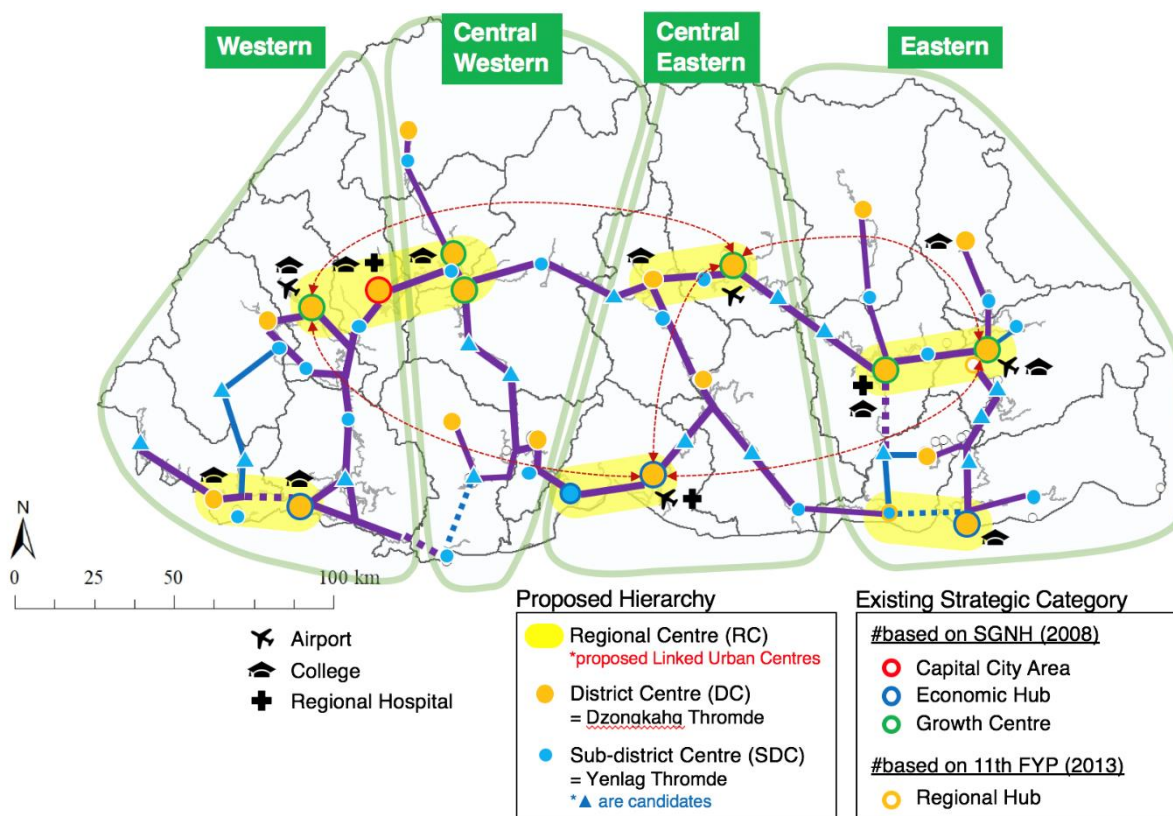 Western
Central
Western
Central
Eastern
Eastern
N
0 25 50 100 km
Airport
College
Regional Hospital
Proposed Hierarchy
Regional Centre (RC)
*proposed Linked Urban Centres
District Centre (DC)
= Dzongkahg Thromde
Sub-district Centre (SDC)
= Yenlag Thromde
*▲ are candidates
Existing Strategic Category
#based on SGNH (2008)
Capital City Area
Economic Hub
Growth Centre
#based on 11th FYP (2013)
Regional Hub